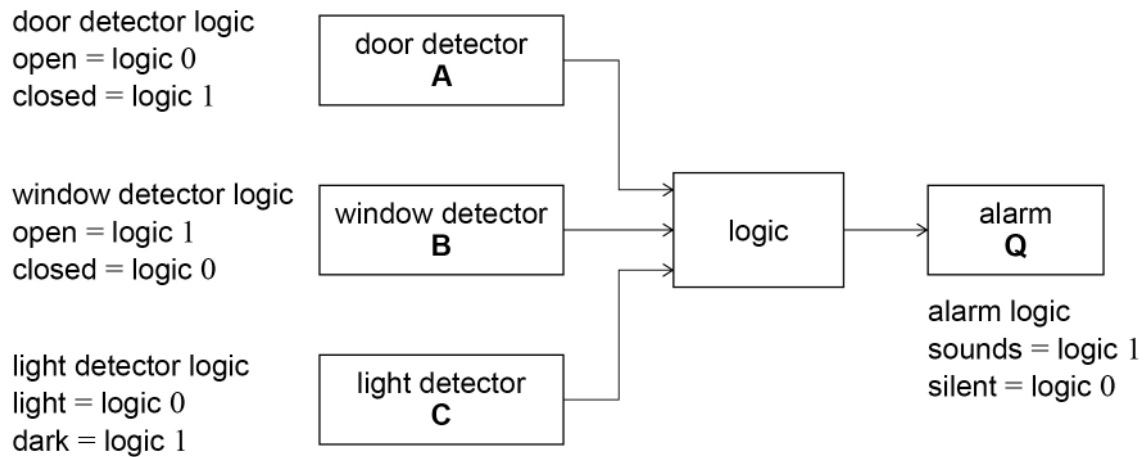 door detector logic
open = logic 0
closed = logic 1
door detector
A
window detector logic
open = logic 1
closed = logic 0
window detector
B
logic
alarm
Q
alarm logic
sounds = logic 1
silent = logic 0
light detector logic
light = logic 0
dark = logic 1
light detector
C